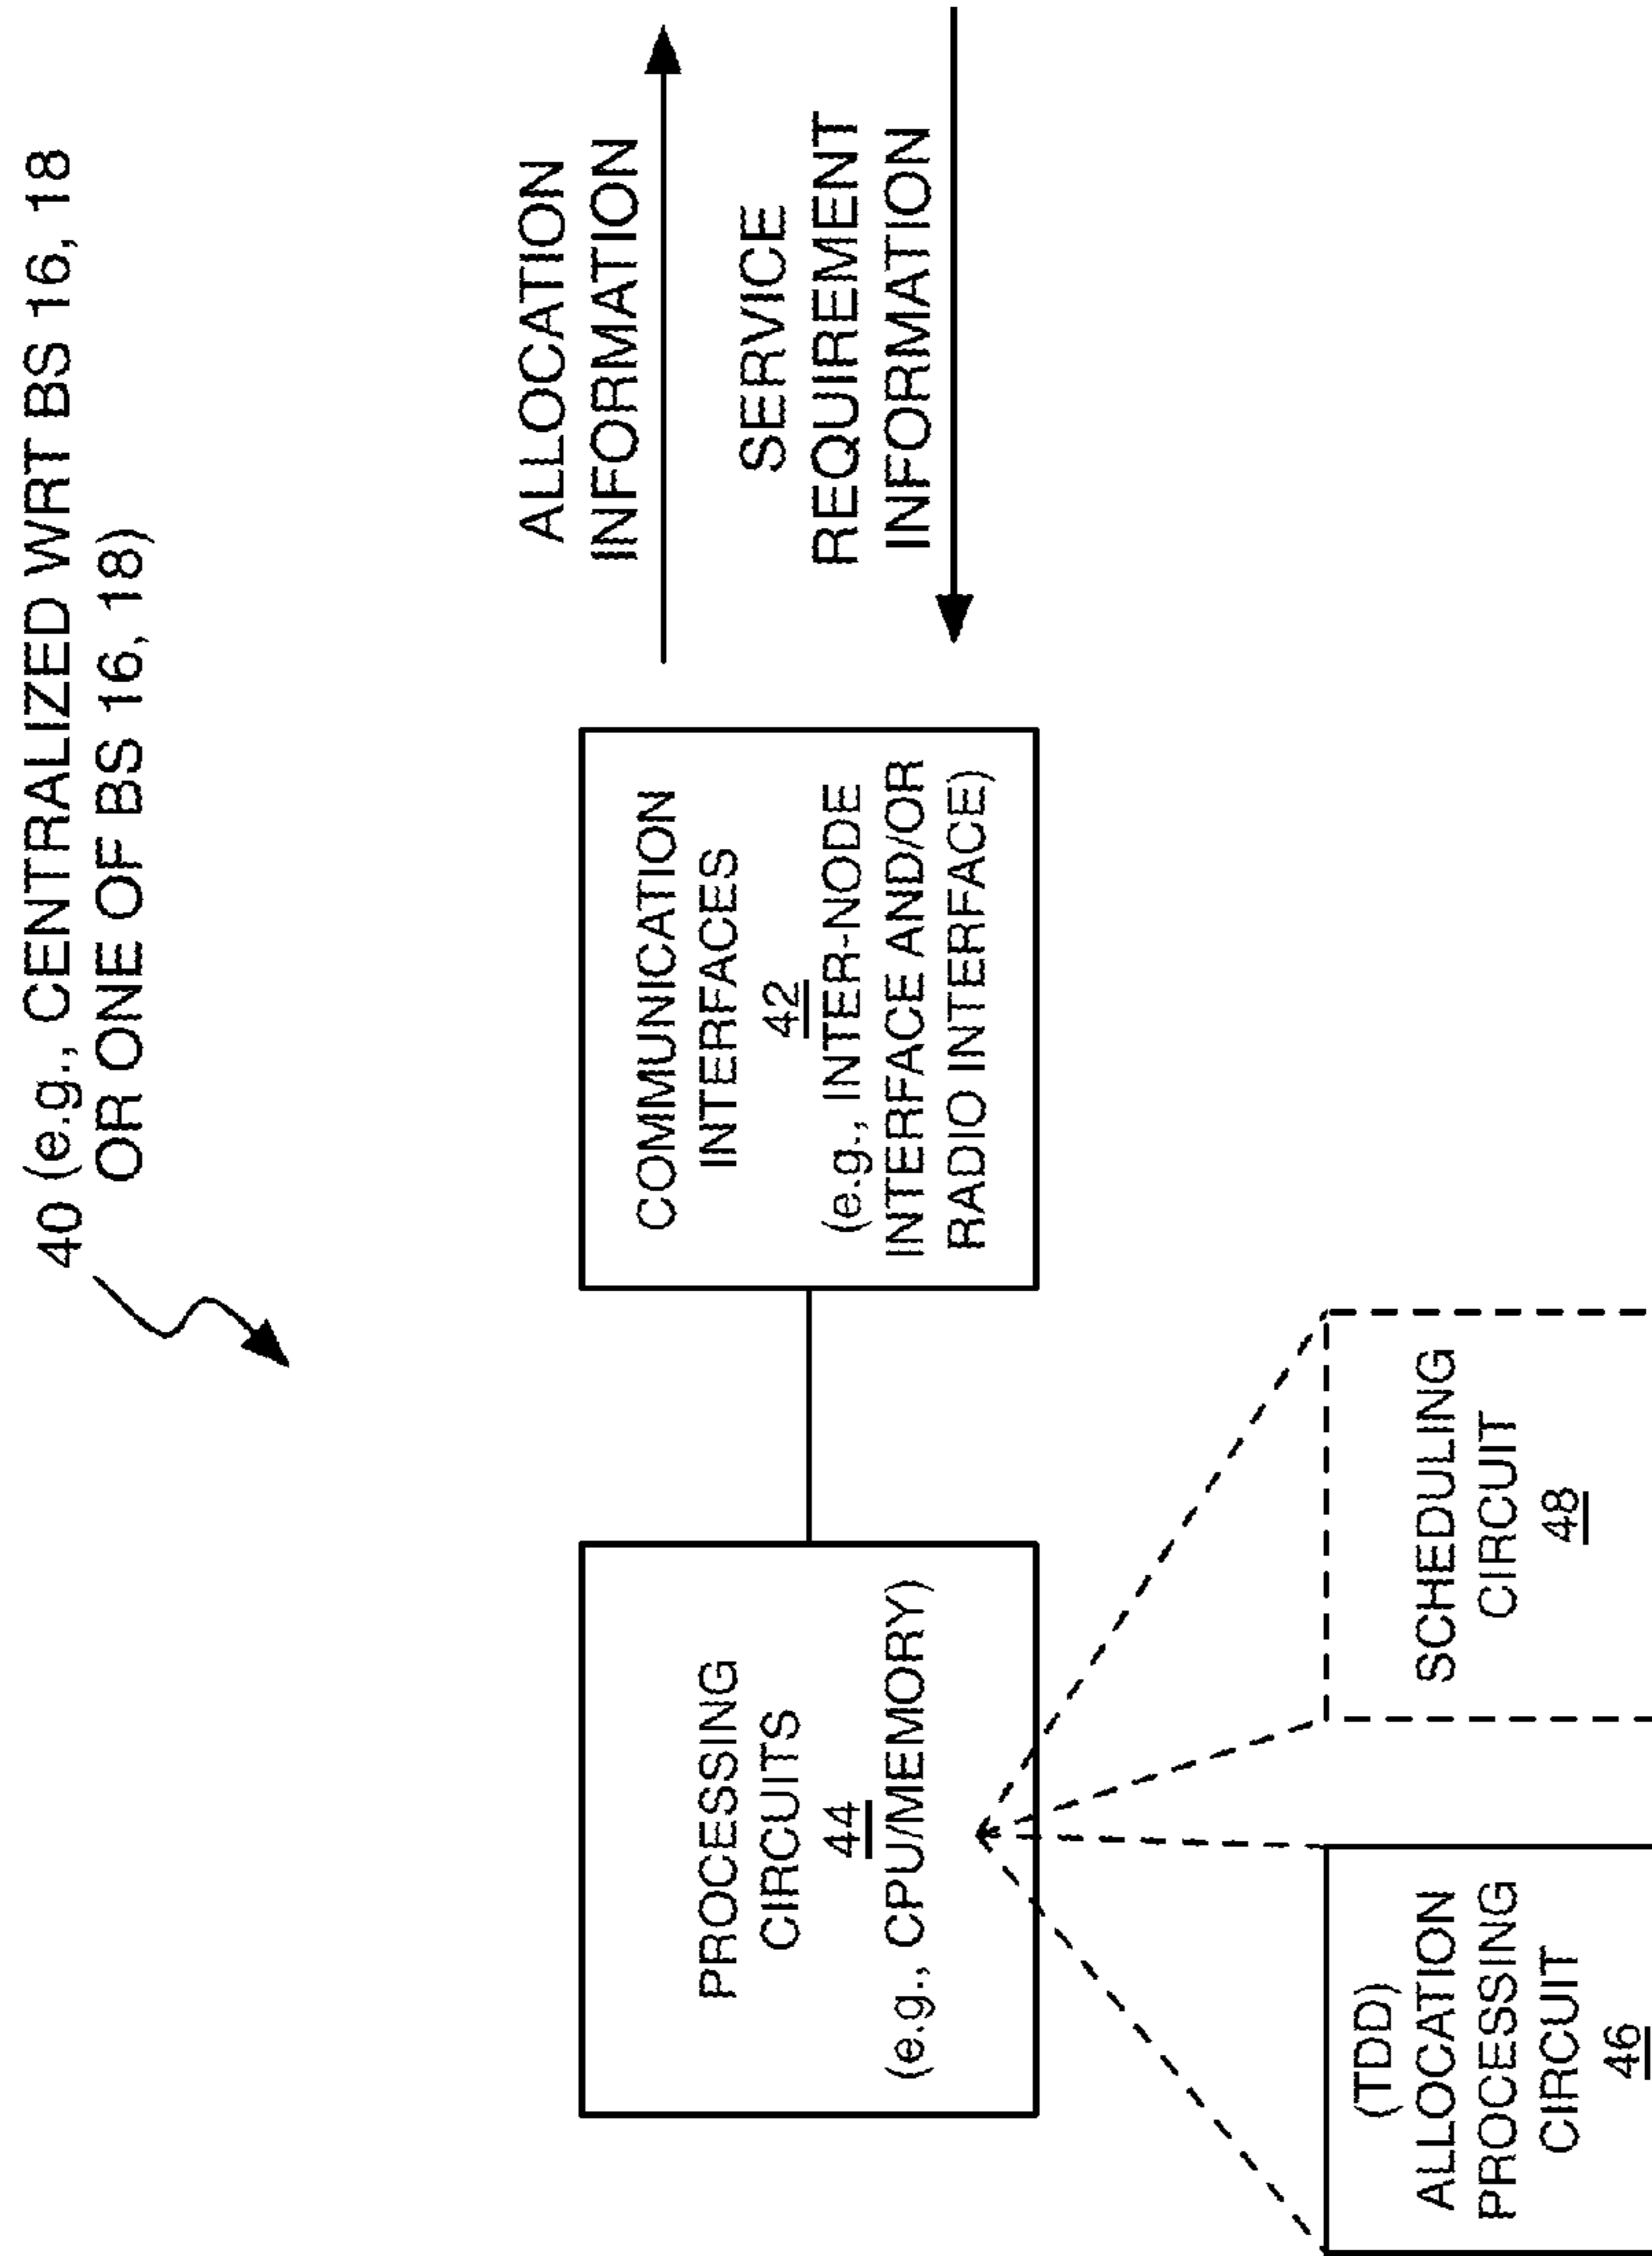 40 (e.g., CENTRALIZED WRT BS 16, 18
OR ONE OF BS 16, 18)
PROCESSING
CIRCUITS
44
(e.g., CPU/MEMORY)
COMMUNICATION
INTERFACES
42
(e.g., INTER-NODE
INTERFACE AND/OR
RADIO INTERFACE)
ALLOCATION
INFORMATION
SERVICE
REQUIREMENT
INFORMATION
(TDD)
ALLOCATION
PROCESSING
CIRCUIT
46
SCHEDULING
CIRCUIT
48